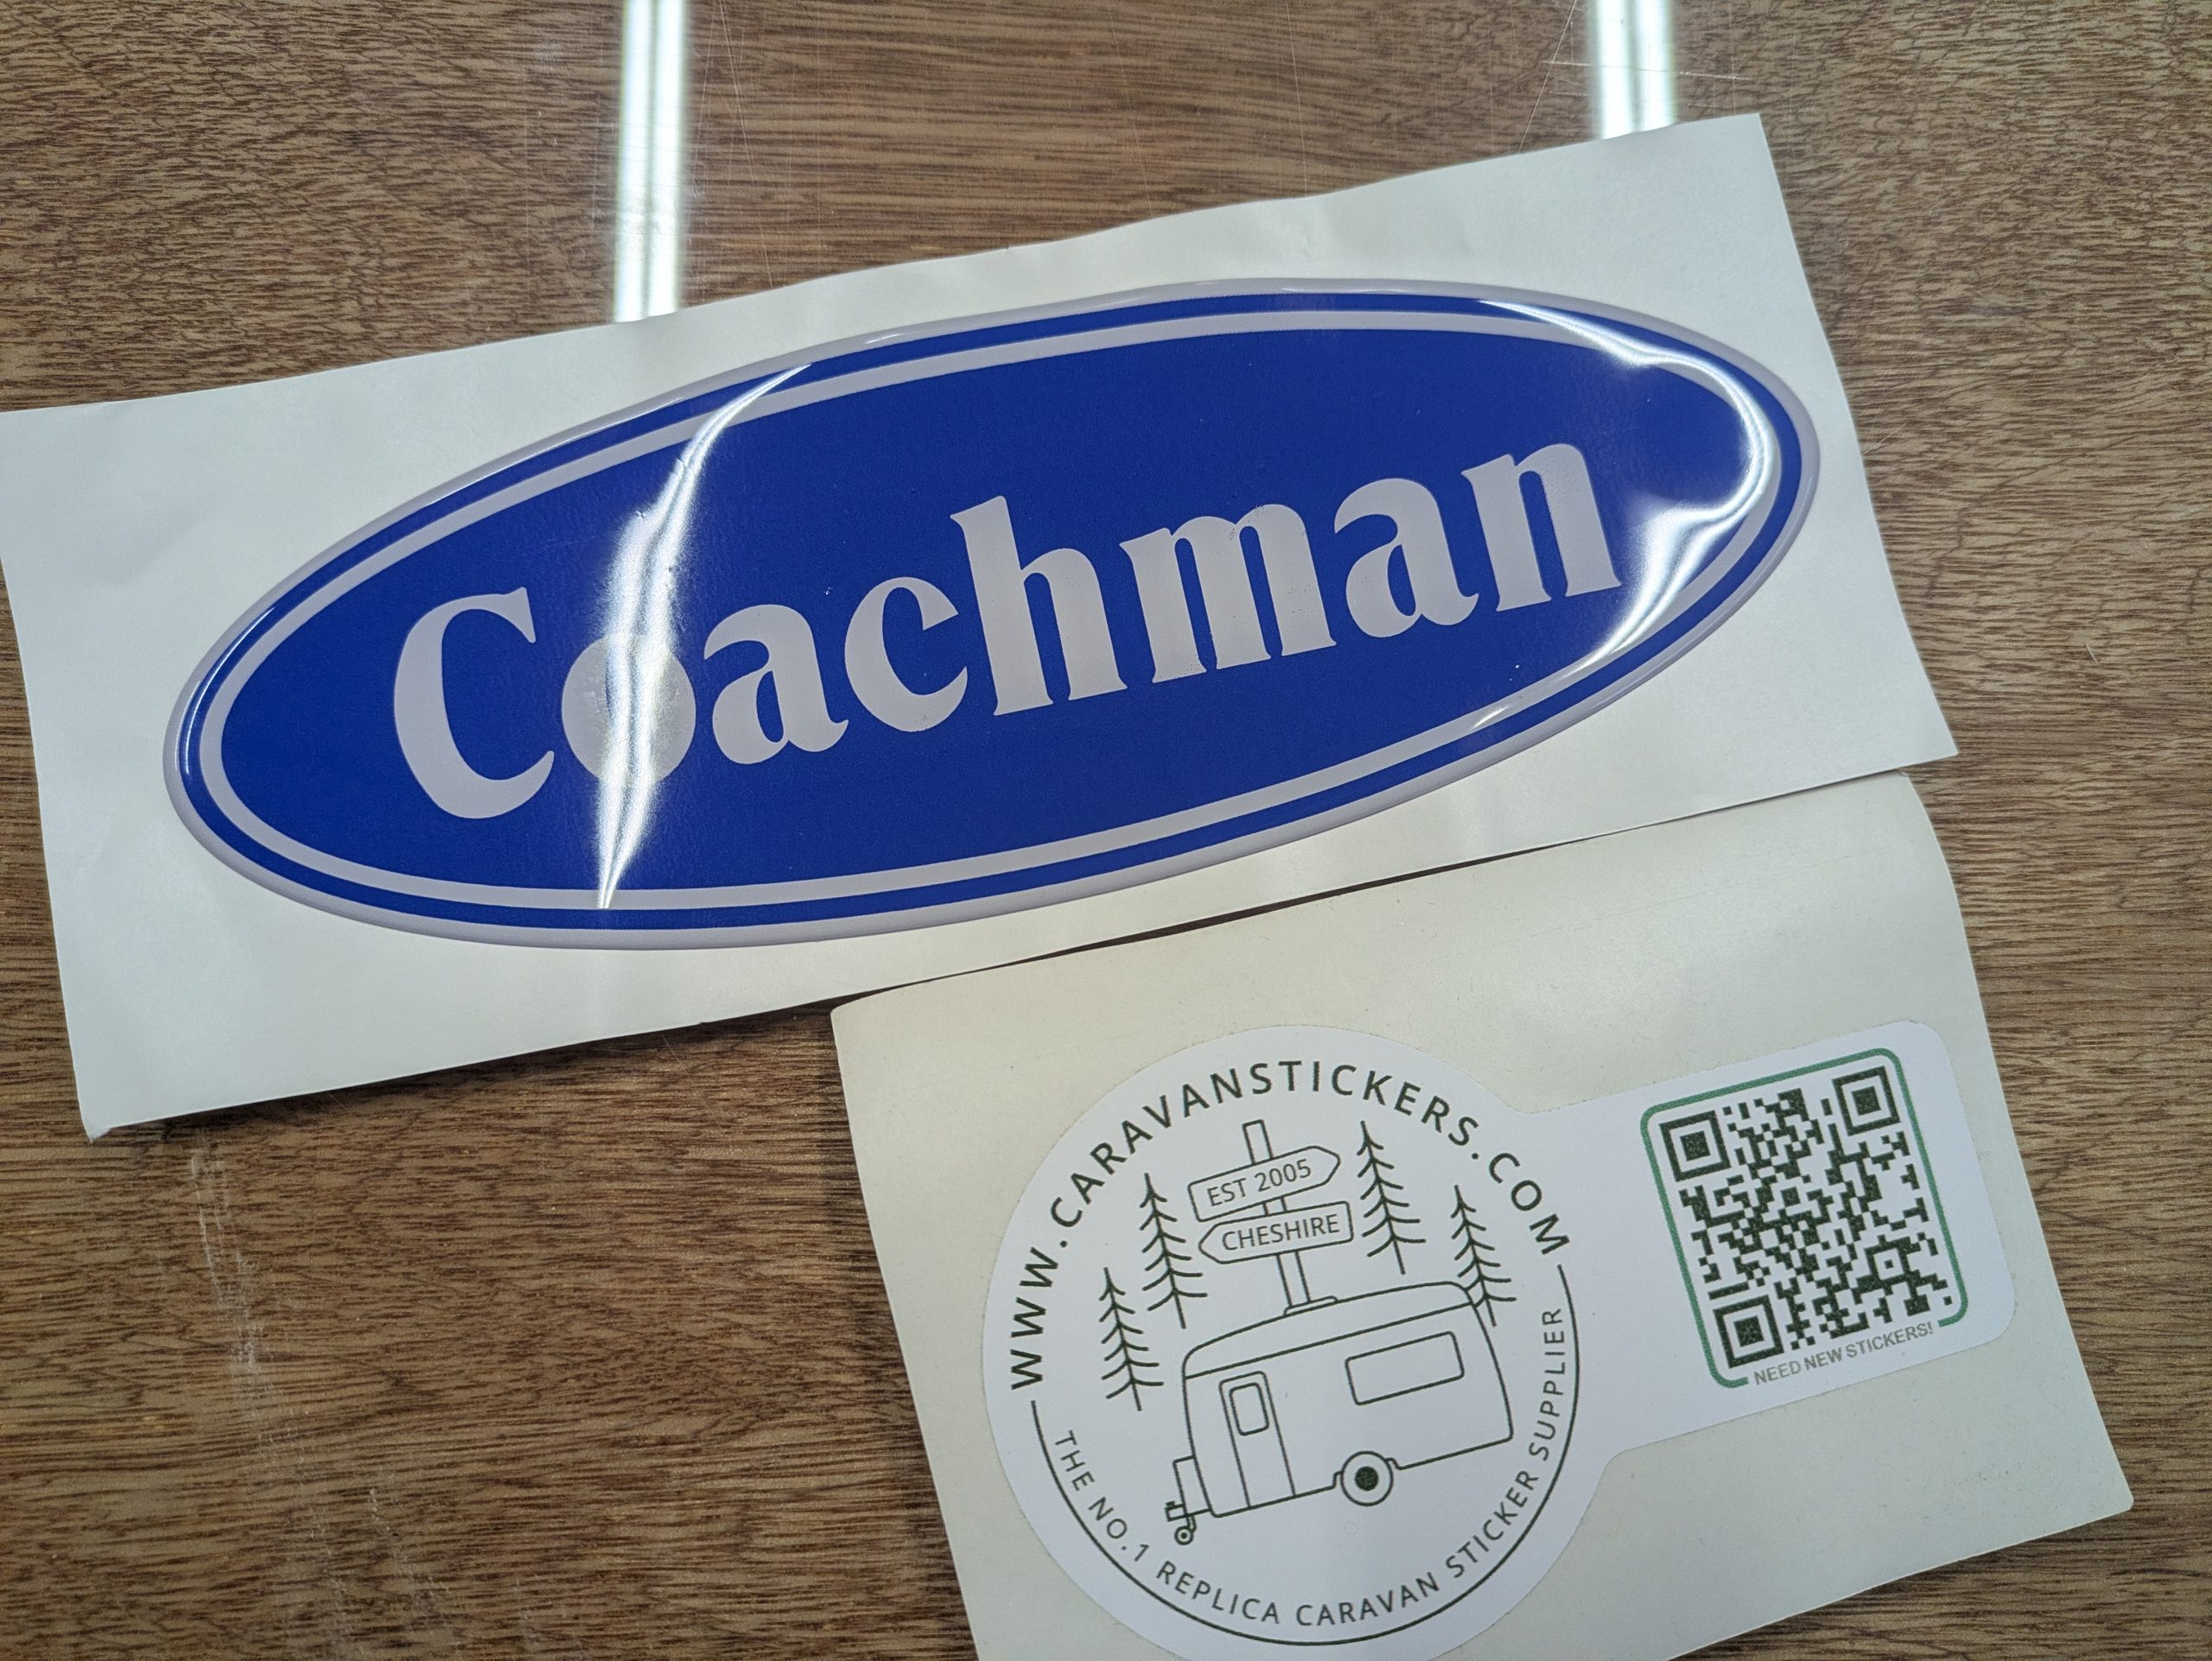 Coachman
WWW.CARAVANSTICKERS.COM
EST 2005
CHESHIRE
THE NO.1 REPLICA CARAVAN STICKER SUPPLIER
NEED NEW STICKERS!